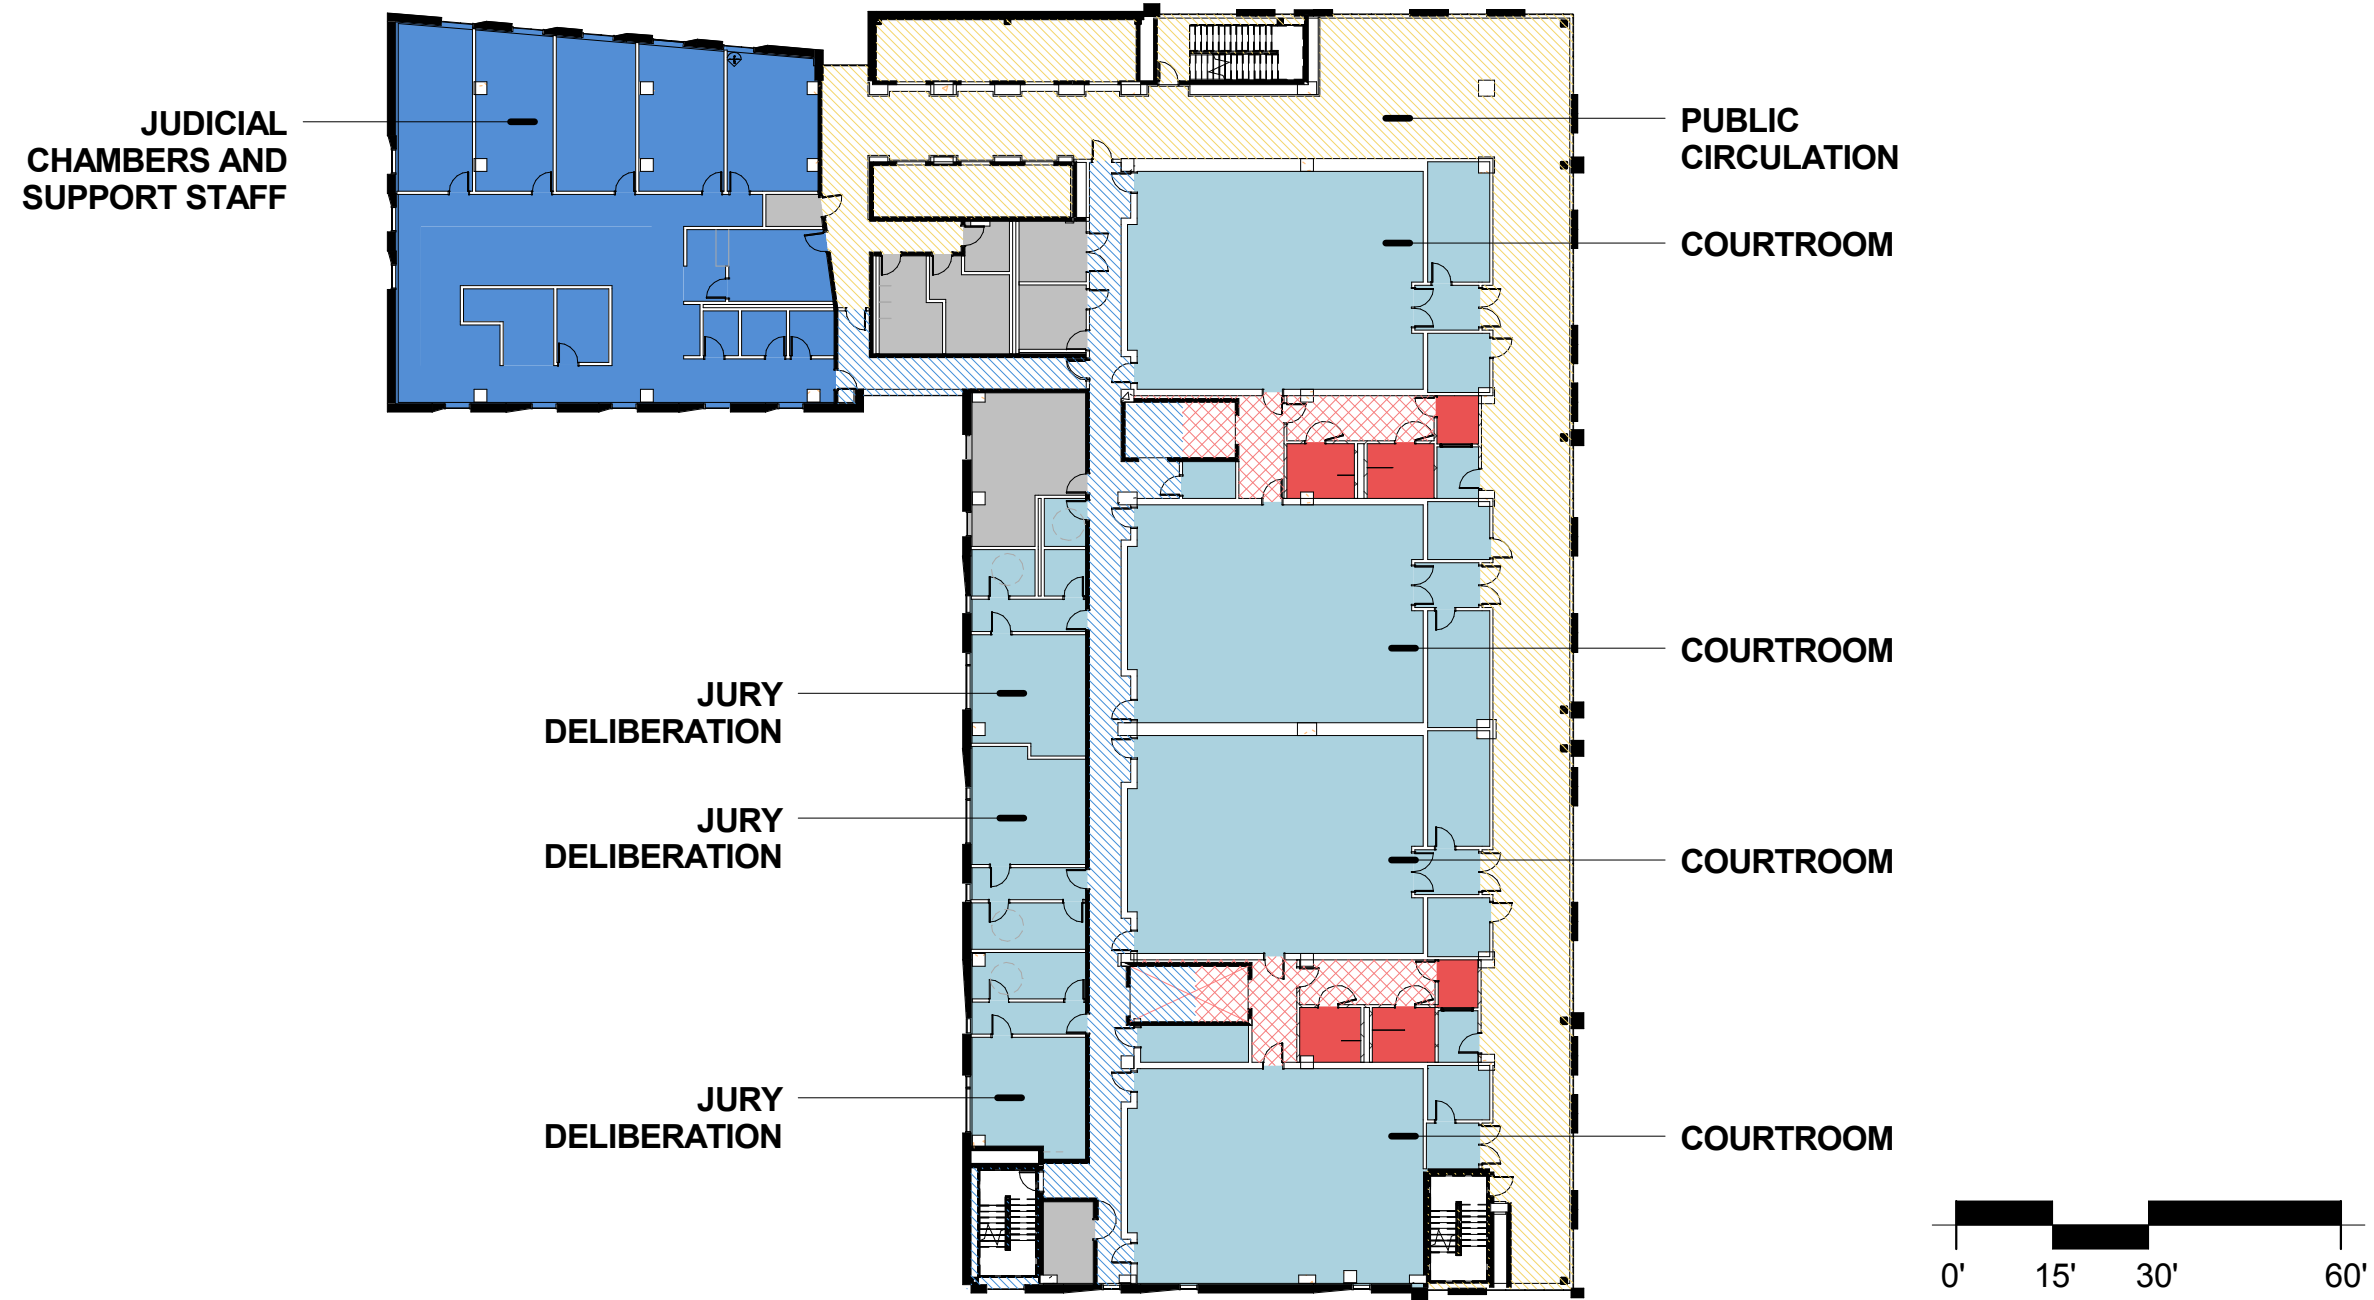 JUDICIAL
CHAMBERS AND
SUPPORT STAFF
PUBLIC
CIRCULATION
COURTROOM
COURTROOM
JURY
DELIBERATION
JURY
DELIBERATION
COURTROOM
JURY
DELIBERATION
COURTROOM
0' 15' 30' 60'